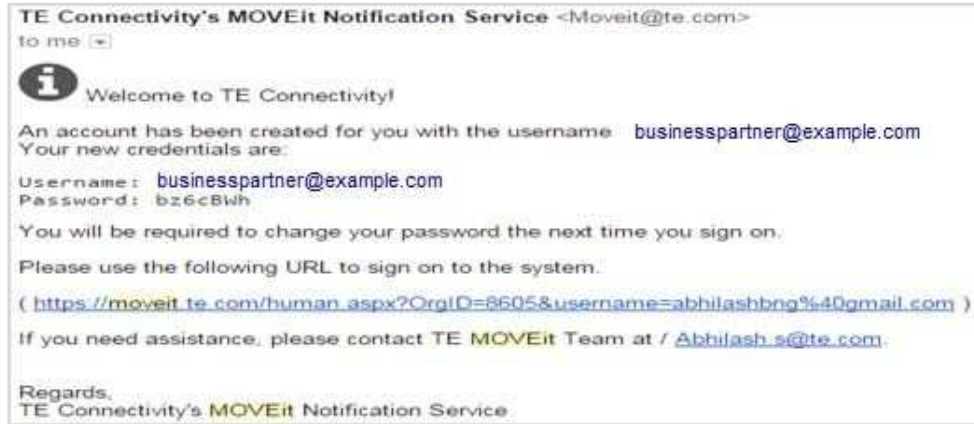 TE Connectivity's MOVEit Notification Service <Moveit@te.com>
to me
Welcome to TE Connectivity!
An account has been created for you with the username businesspartner@example.com
Your new credentials are:
Username: businesspartner@example.com
Password: bz6cBWh
You will be required to change your password the next time you sign on.
Please use the following URL to sign on to the system.
( https://moveit.te.com/human.aspx?OrgID=8605&username=abhilashbng%40gmail.com )
If you need assistance, please contact TE MOVEit Team at / Abhilash.s@te.com.
Regards,
TE Connectivity's MOVEit Notification Service